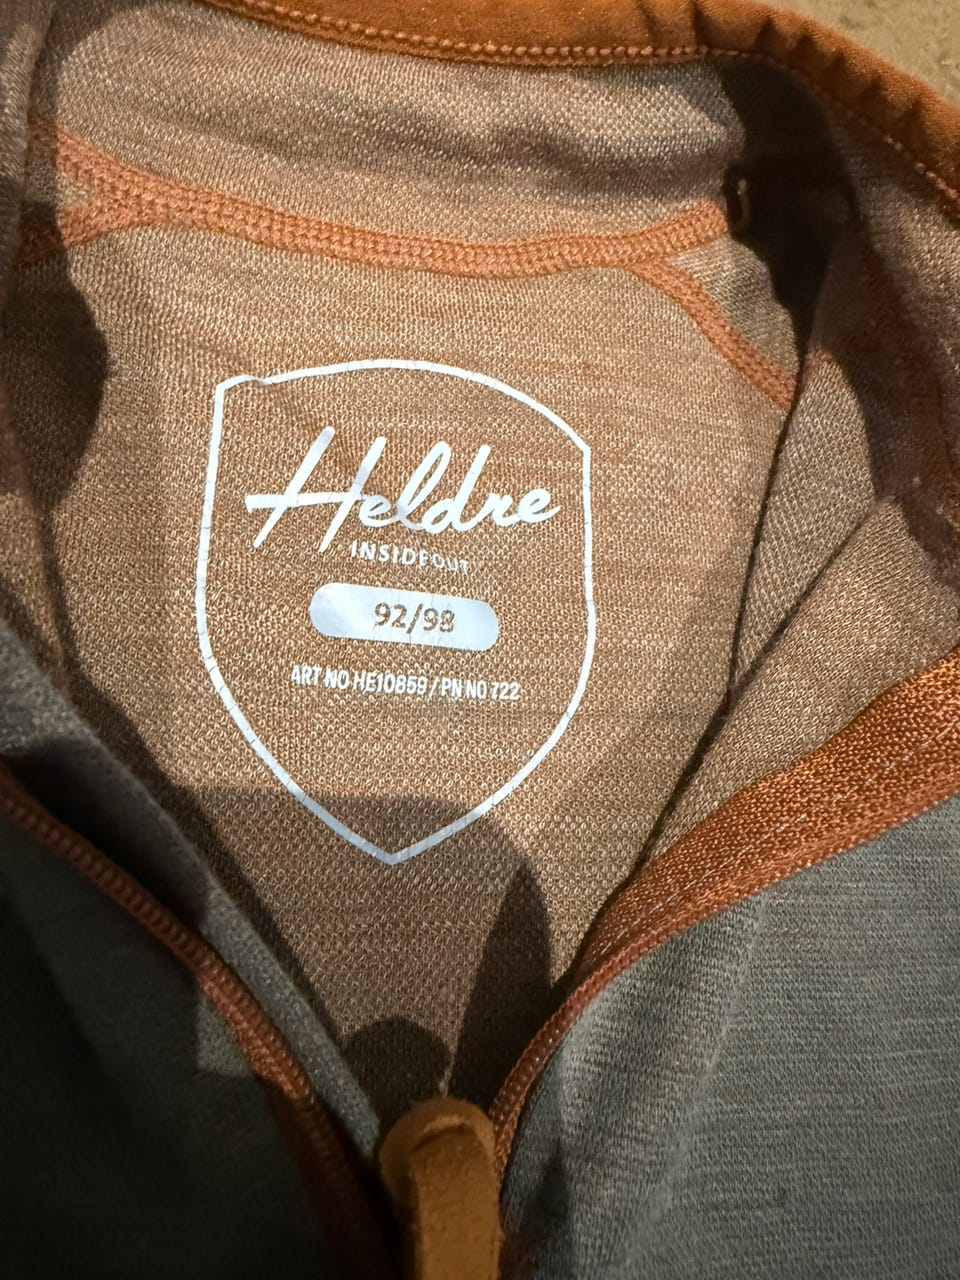 Heldre
INSIDEOUT
92/98
ART NO HE10859 / PN NO 722